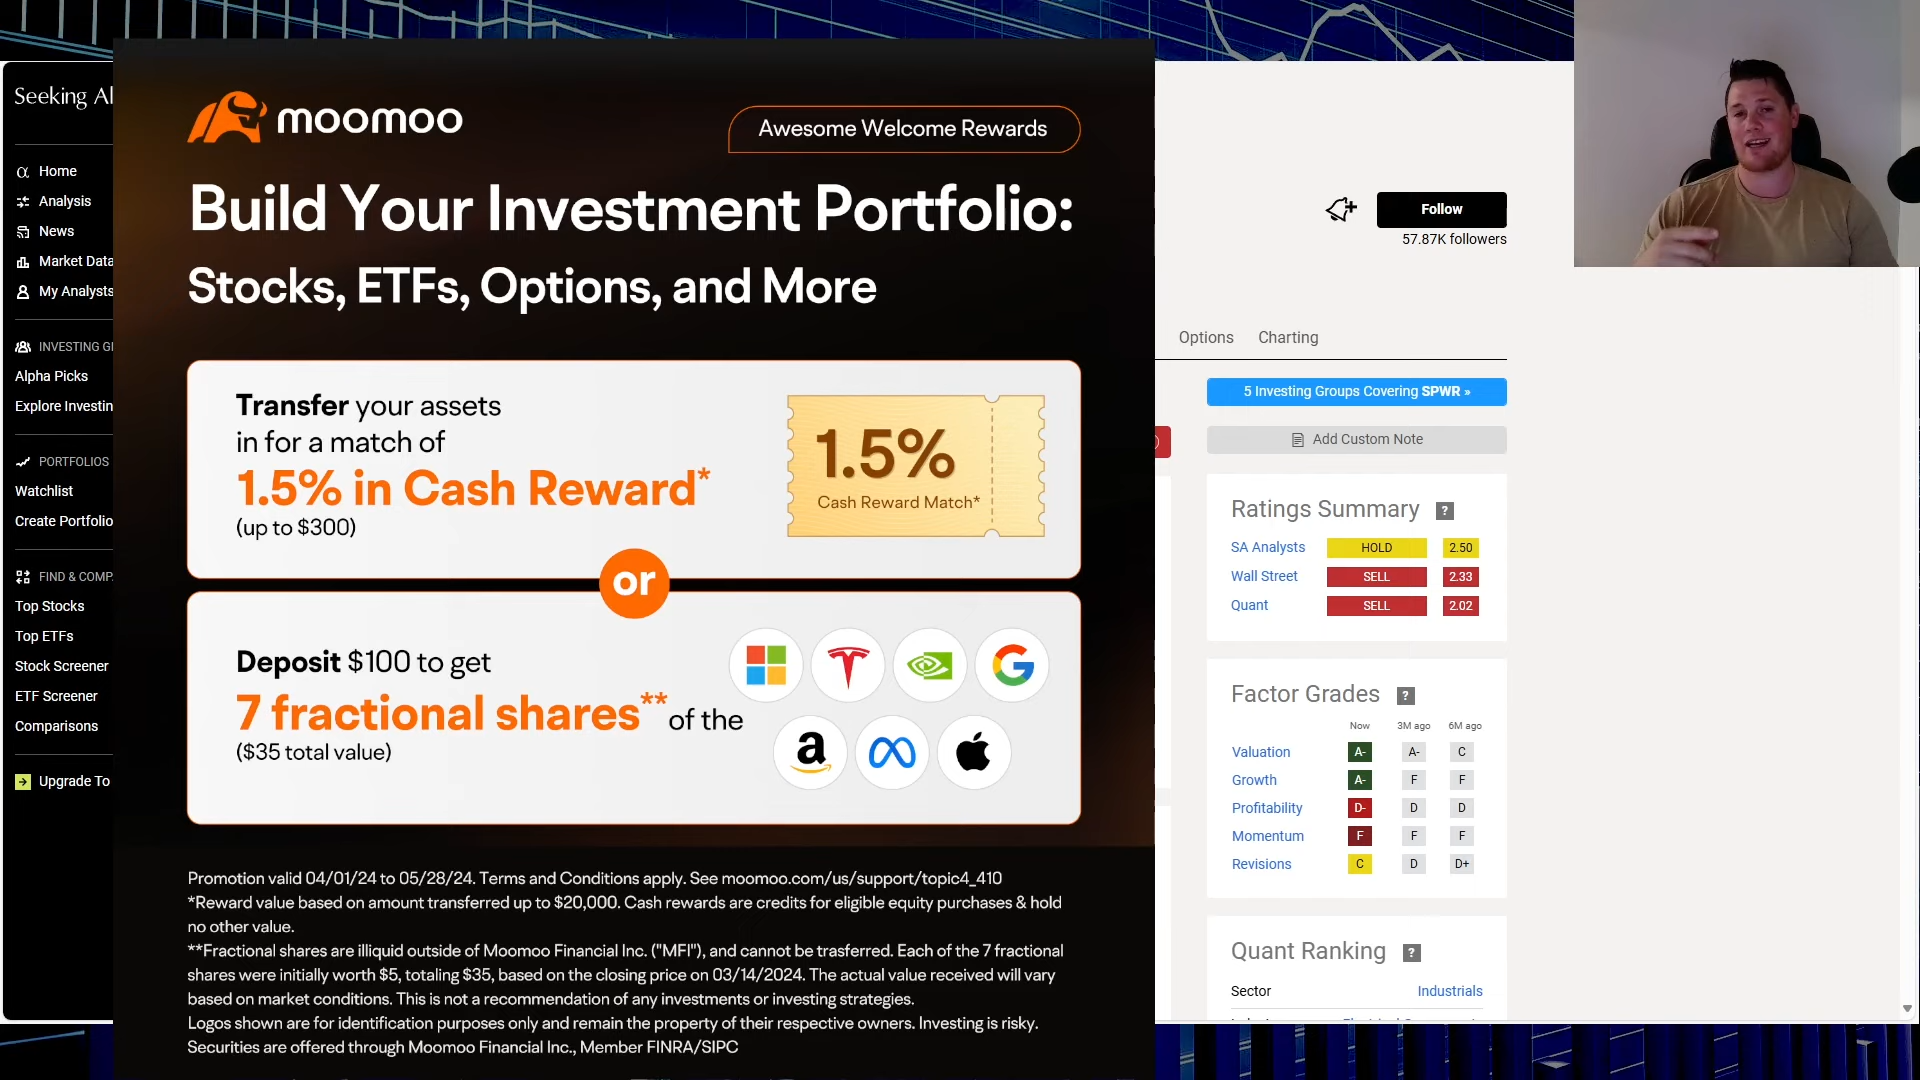 Seeking Al
Home
Analysis
News
Market Data
My Analysts
INVESTING G
Alpha Picks
Explore Investin
PORTFOLIOS
Watchlist
Create Portfolio
FIND & COMP
Top Stocks
Top ETFs
Stock Screener
ETF Screener
Comparisons
Upgrade To
moomoo
Awesome Welcome Rewards
Build Your Investment Portfolio:
Stocks, ETFs, Options, and More
Transfer your assets
in for a match of
1.5% in Cash Reward*
(up to $300)
1.5%
Cash Reward Match*
or
Deposit $100 to get
7 fractional shares** of the
($35 total value)
Promotion valid 04/01/24 to 05/28/24. Terms and Conditions apply. See moomoo.com/us/support/topic4_410
*Reward value based on amount transferred up to $20,000. Cash rewards are credits for eligible equity purchases & hold
no other value.
**Fractional shares are illiquid outside of Moomoo Financial Inc. ("MFI"), and cannot be trasferred. Each of the 7 fractional
shares were initially worth $5, totaling $35, based on the closing price on 03/14/2024. The actual value received will vary
based on market conditions. This is not a recommendation of any investments or investing strategies.
Logos shown are for identification purposes only and remain the property of their respective owners. Investing is risky.
Securities are offered through Moomoo Financial Inc., Member FINRA/SIPC
Follow
57.87K followers
Options Charting
5 Investing Groups Covering SPWR »
Add Custom Note
Ratings Summary ?
SA Analysts HOLD 2.50
Wall Street SELL 2.33
Quant SELL 2.02
Factor Grades ?
Now 3M ago 6M ago
Valuation A- A- C
Growth A- F F
Profitability D- D D
Momentum F F F
Revisions C D D+
Quant Ranking ?
Sector Industrials